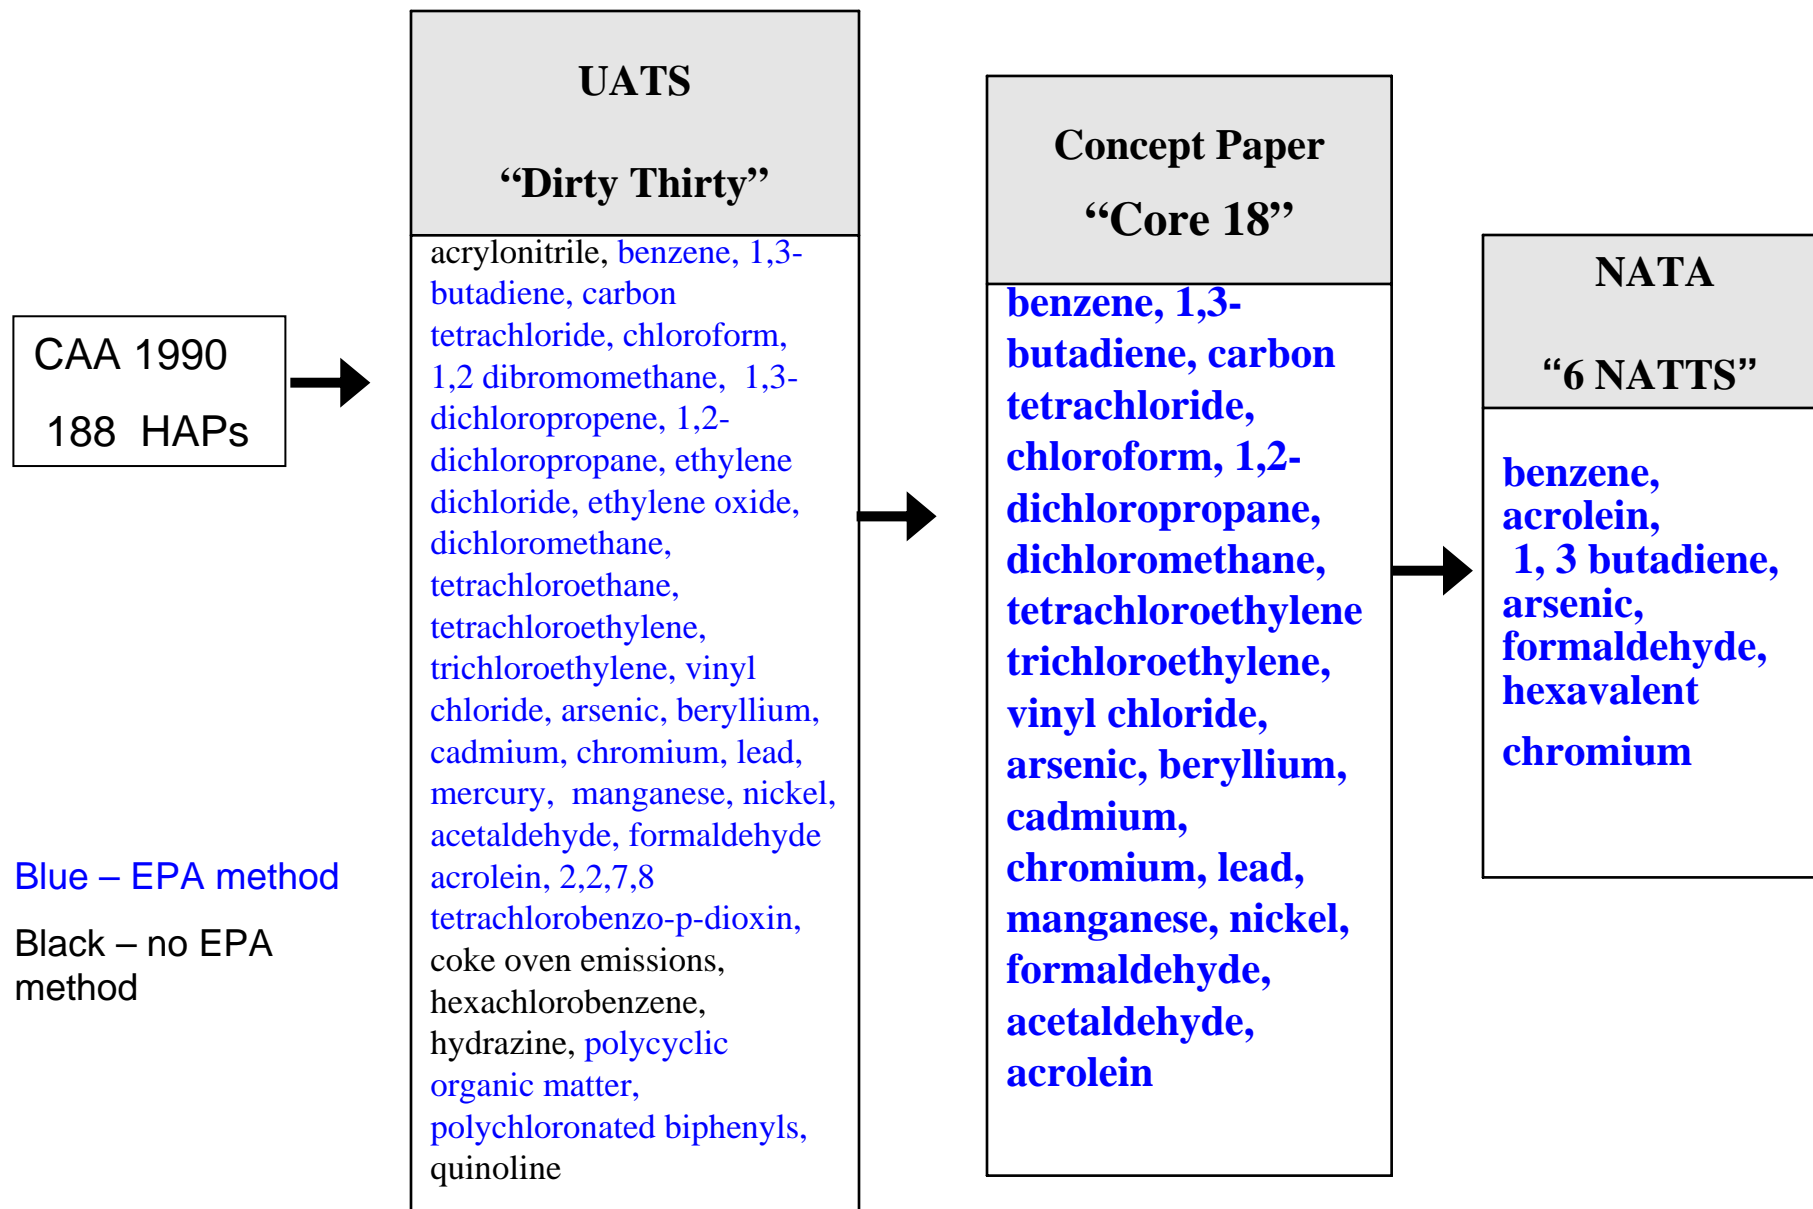 CAA 1990
188 HAPs
Blue – EPA method
Black – no EPA
method
UATS
“Dirty Thirty”
acrylonitrile, benzene, 1,3-
butadiene, carbon
tetrachloride, chloroform,
1,2 dibromomethane, 1,3-
dichloropropene, 1,2-
dichloropropane, ethylene
dichloride, ethylene oxide,
dichloromethane,
tetrachloroethane,
tetrachloroethylene,
trichloroethylene, vinyl
chloride, arsenic, beryllium,
cadmium, chromium, lead,
mercury, manganese, nickel,
acetaldehyde, formaldehyde
acrolein, 2,2,7,8
tetrachlorobenzo-p-dioxin,
coke oven emissions,
hexachlorobenzene,
hydrazine, polycyclic
organic matter,
polychloronated biphenyls,
quinoline
Concept Paper
“Core 18”
benzene, 1,3-
butadiene, carbon
tetrachloride,
chloroform, 1,2-
dichloropropane,
dichloromethane,
tetrachloroethylene
trichloroethylene,
vinyl chloride,
arsenic, beryllium,
cadmium,
chromium, lead,
manganese, nickel,
formaldehyde,
acetaldehyde,
acrolein
NATA
“6 NATTS”
benzene,
acrolein,
1, 3 butadiene,
arsenic,
formaldehyde,
hexavalent
chromium